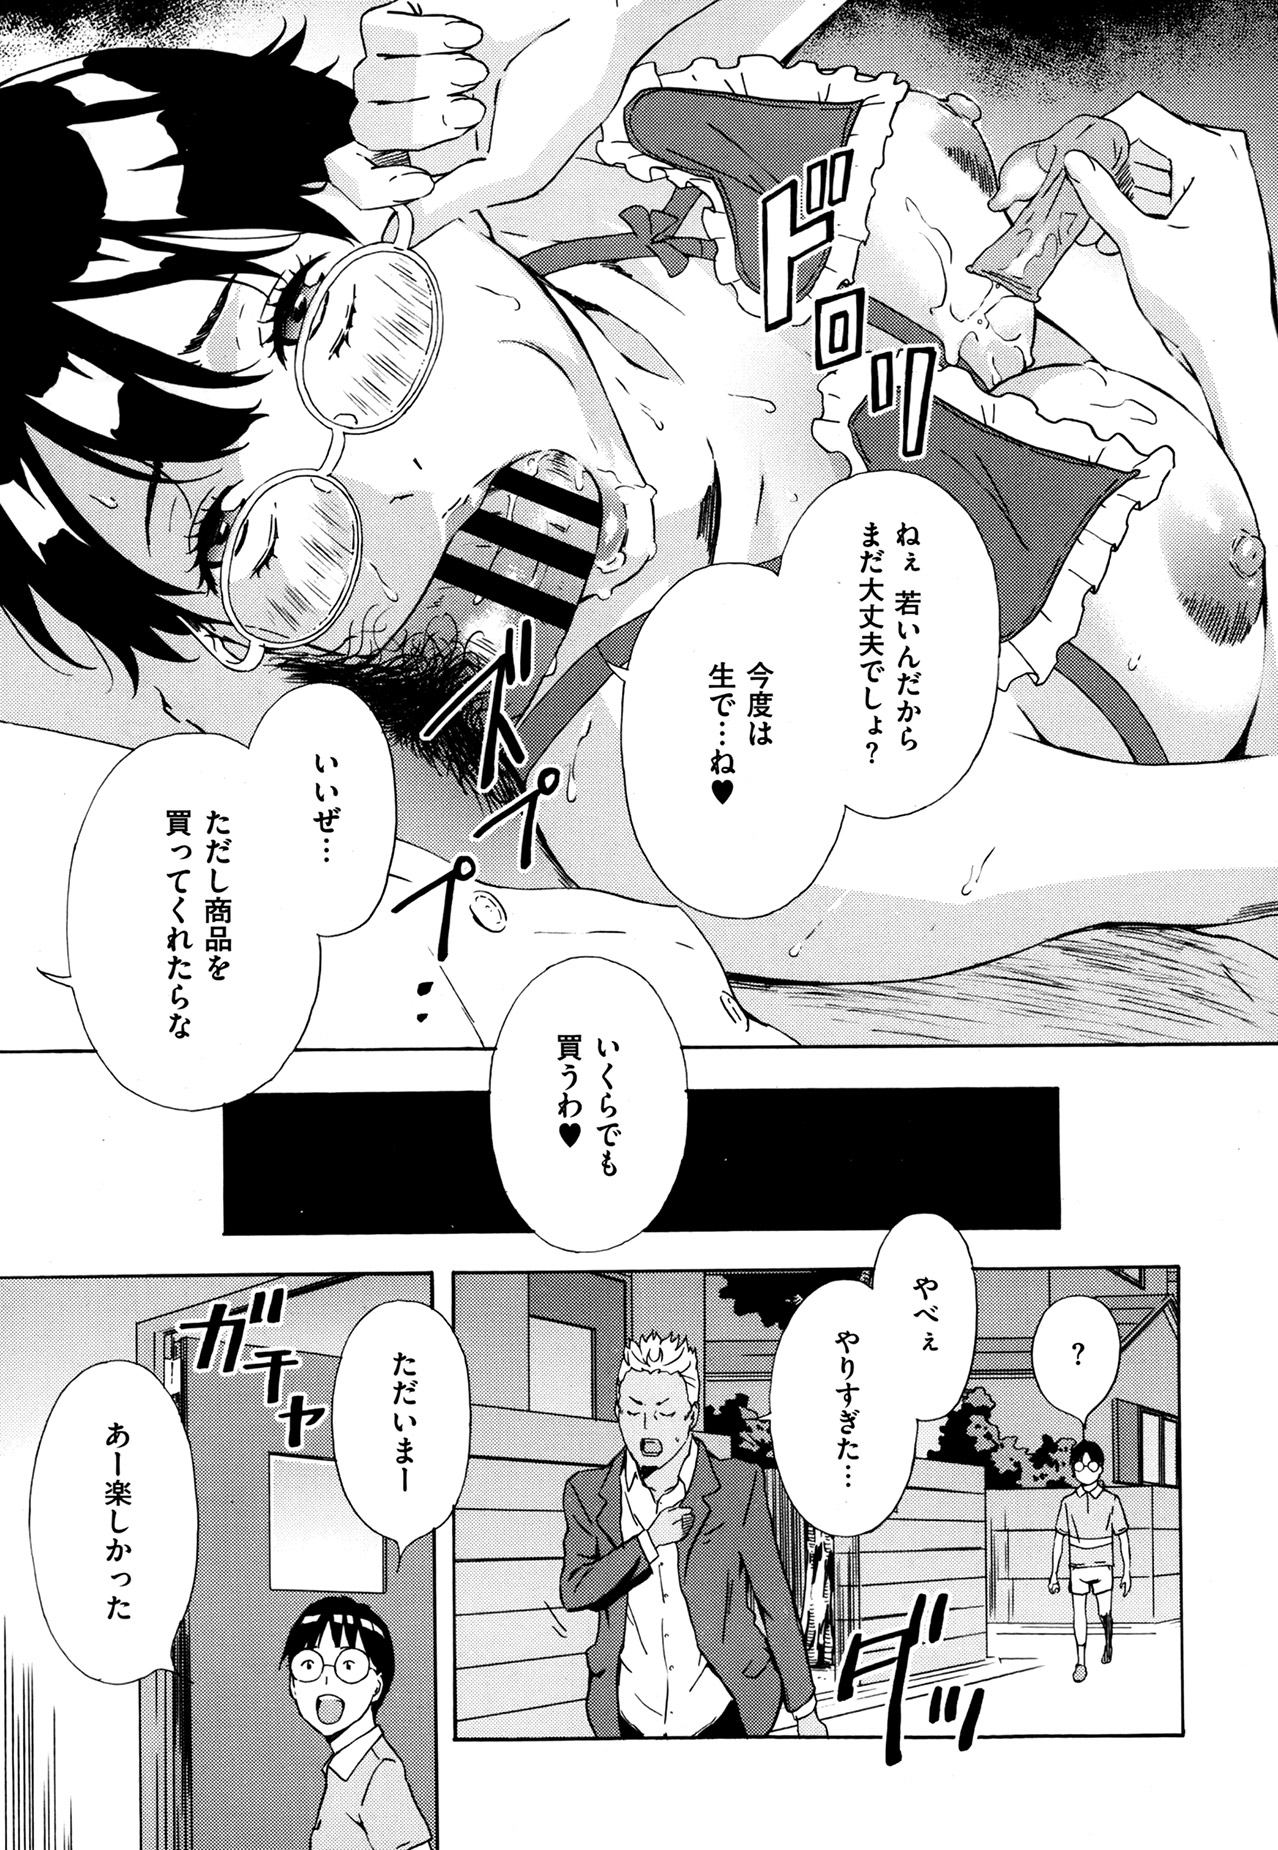 ドロリ
ねぇ 若いんだから
まだ大丈夫でしょ？
今度は
生で…ね♥
ズズプププ…
いいぜ…
ただし商品を
買ってくれたらな
いくらでも
買うわ♥
？
やべぇ
やりすぎた…
ダッ
ガチャ
ただいまー
あー楽しかった